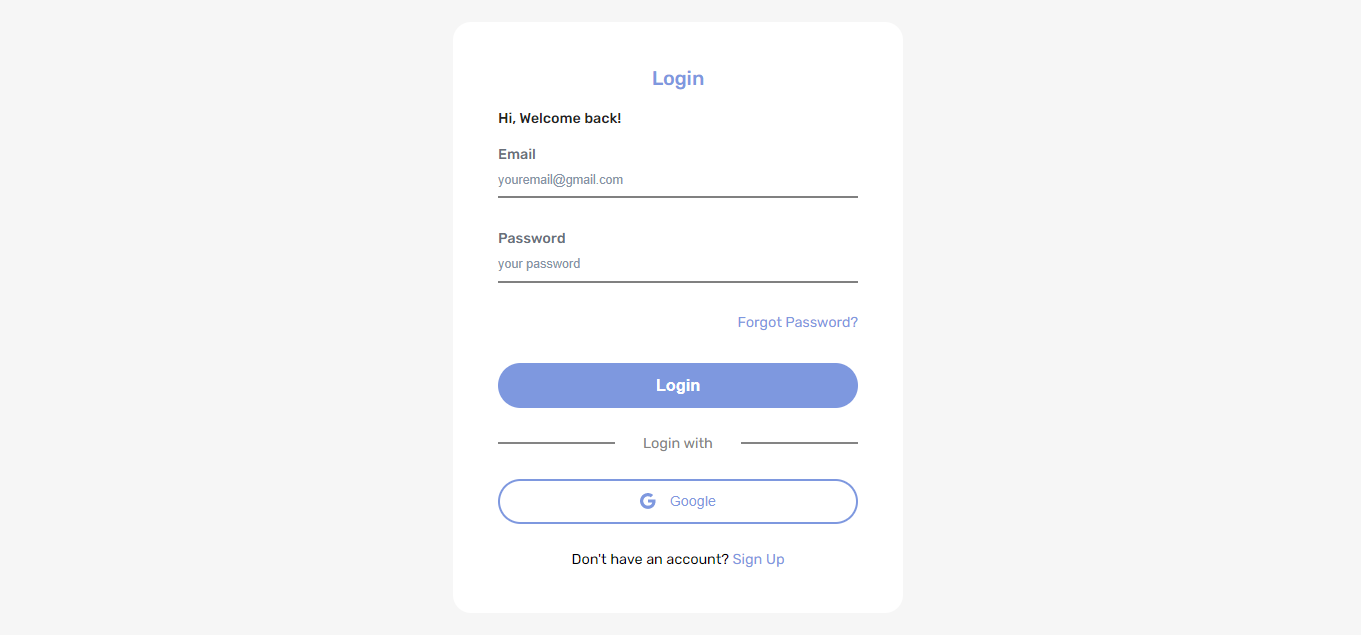 Login
Hi, Welcome back!
Email
youremail@gmail.com
Password
your password
Forgot Password?
Login
Login with
Google
Don't have an account? Sign Up